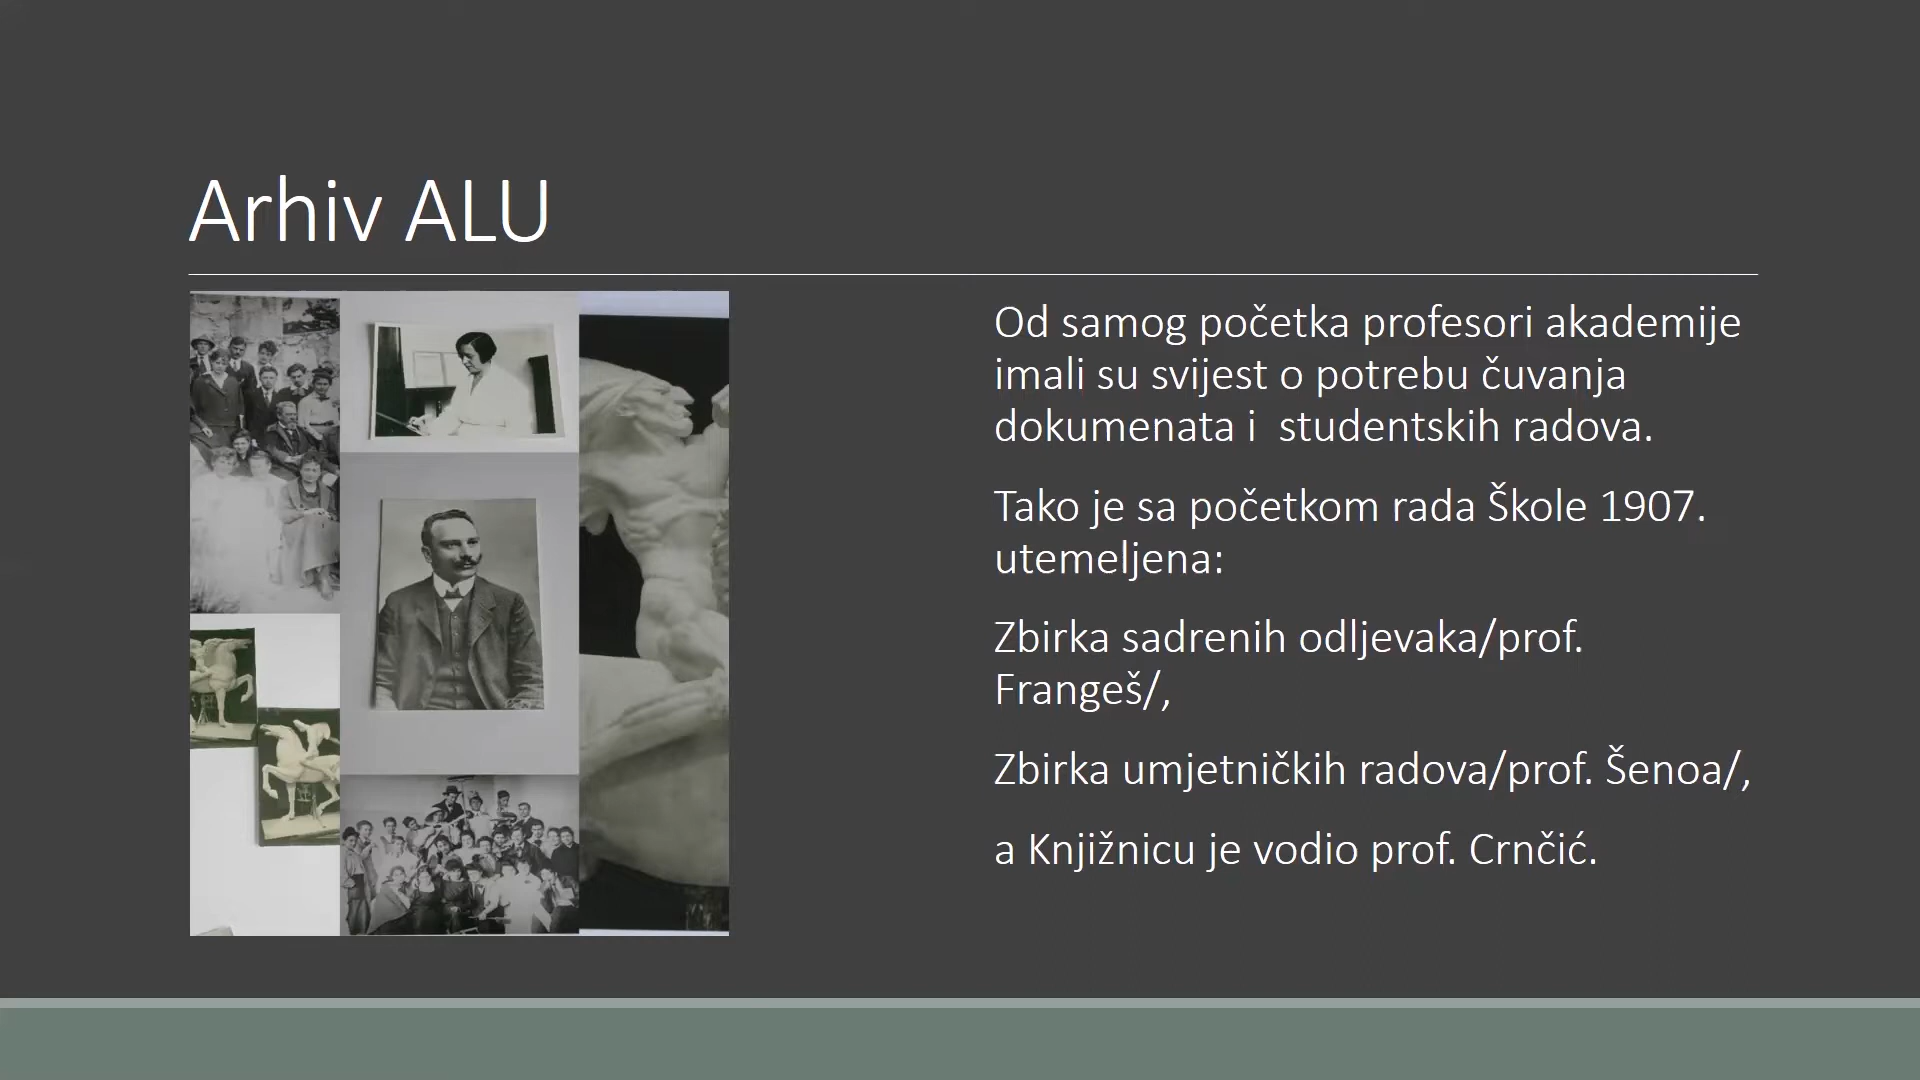 Arhiv ALU
Od samog početka profesori akademije
imali su svijest o potrebu čuvanja
dokumenata i  studentskih radova.
Tako je sa početkom rada Škole 1907.
utemeljena:
Zbirka sadrenih odljevaka/prof.
Frangeš/,
Zbirka umjetničkih radova/prof. Šenoa/,
a Knjižnicu je vodio prof. Crnčić.